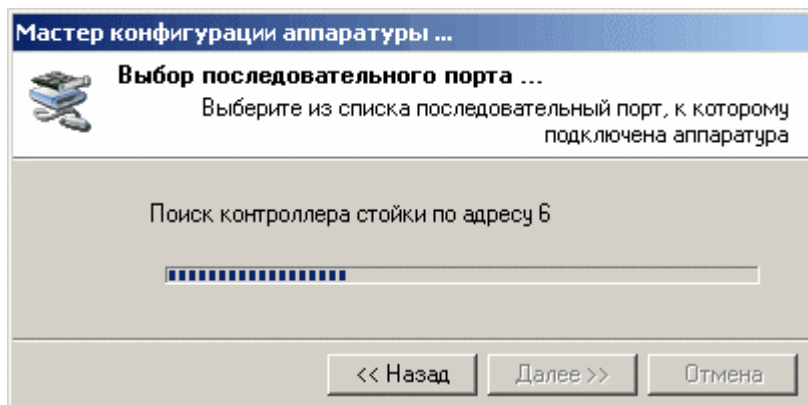 Мастер конфигурации аппаратуры ...
Выбор последовательного порта ...
Выберите из списка последовательный порт, к которому
подключена аппаратура
Поиск контроллера стойки по адресу 6
<< Назад
Далее >>
Отмена